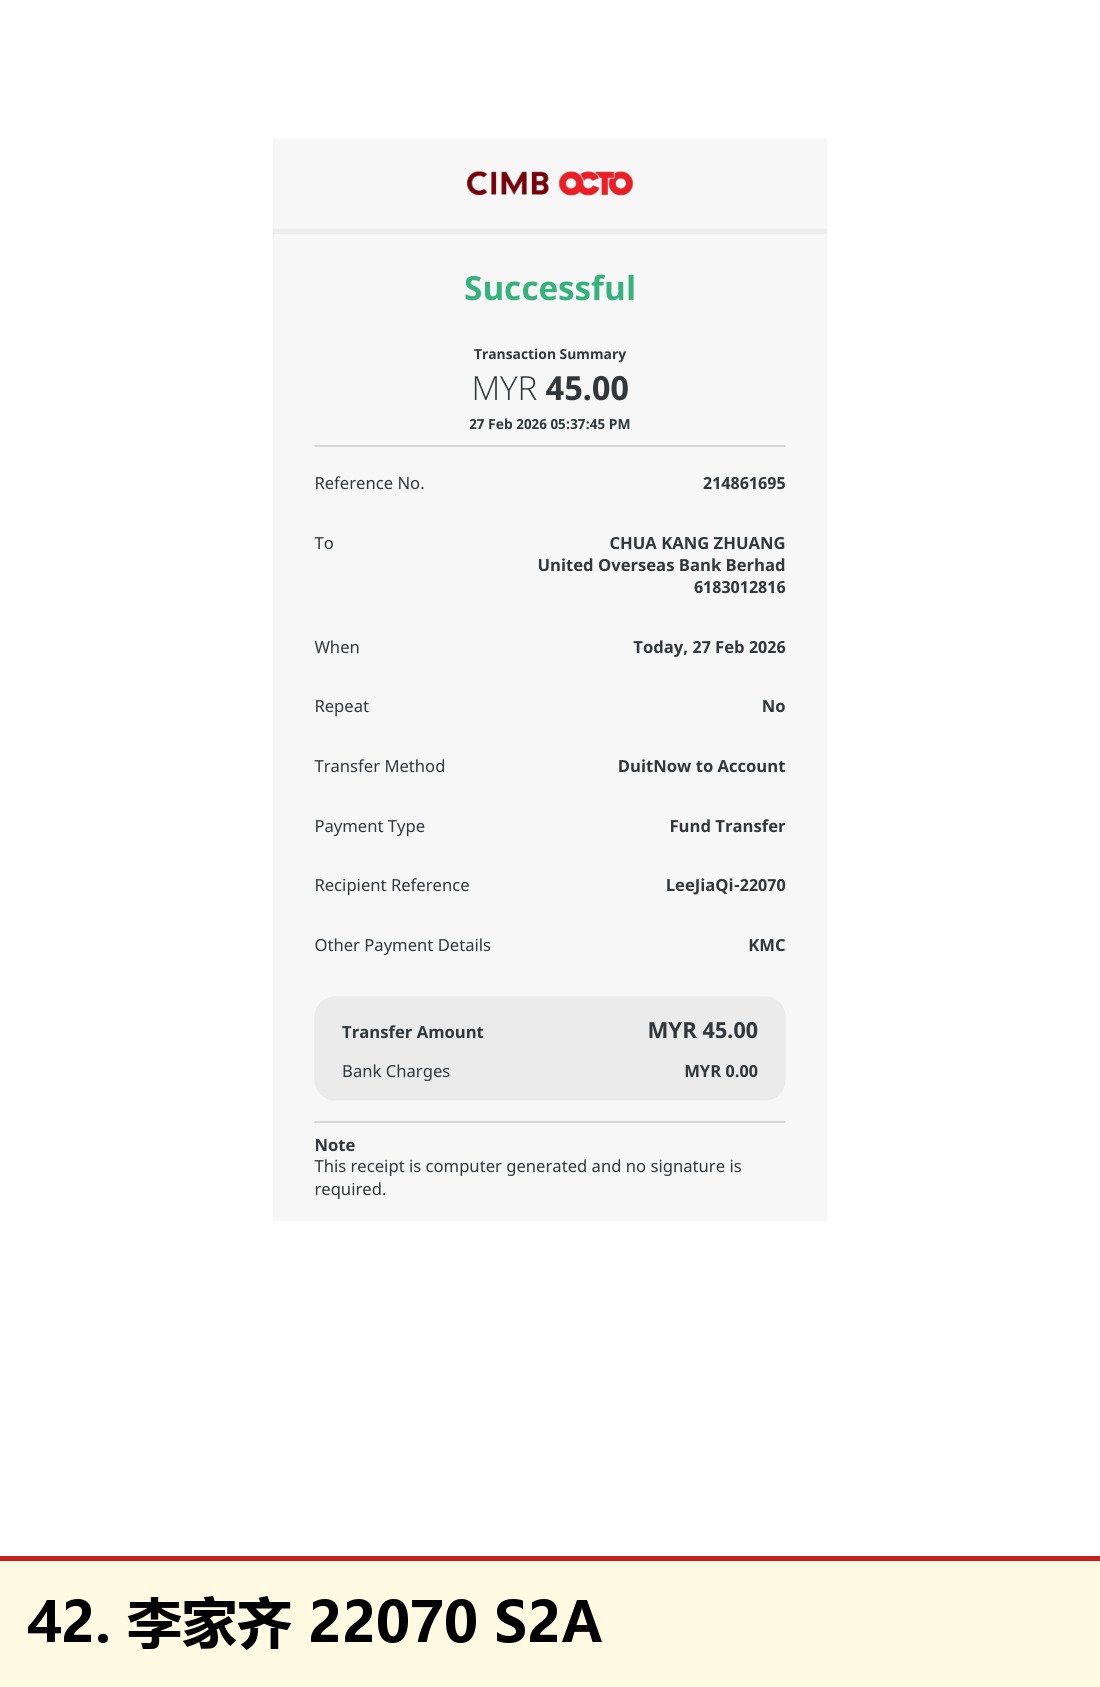 CIMB OCTO
Successful
Transaction Summary
MYR 45.00
27 Feb 2026 05:37:45 PM
Reference No. 214861695
To CHUA KANG ZHUANG
United Overseas Bank Berhad
6183012816
When Today, 27 Feb 2026
Repeat No
Transfer Method DuitNow to Account
Payment Type Fund Transfer
Recipient Reference LeeJiaQi-22070
Other Payment Details KMC
Transfer Amount MYR 45.00
Bank Charges MYR 0.00
Note
This receipt is computer generated and no signature is
required.
42. 李家齐 22070 S2A